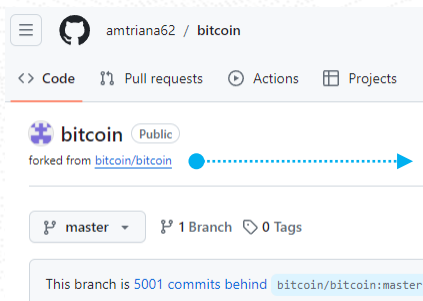 amtriana62 / bitcoin
Code Pull requests Actions Projects
bitcoin Public
forked from bitcoin/bitcoin
master 1 Branch 0 Tags
This branch is 5001 commits behind bitcoin/bitcoin:master